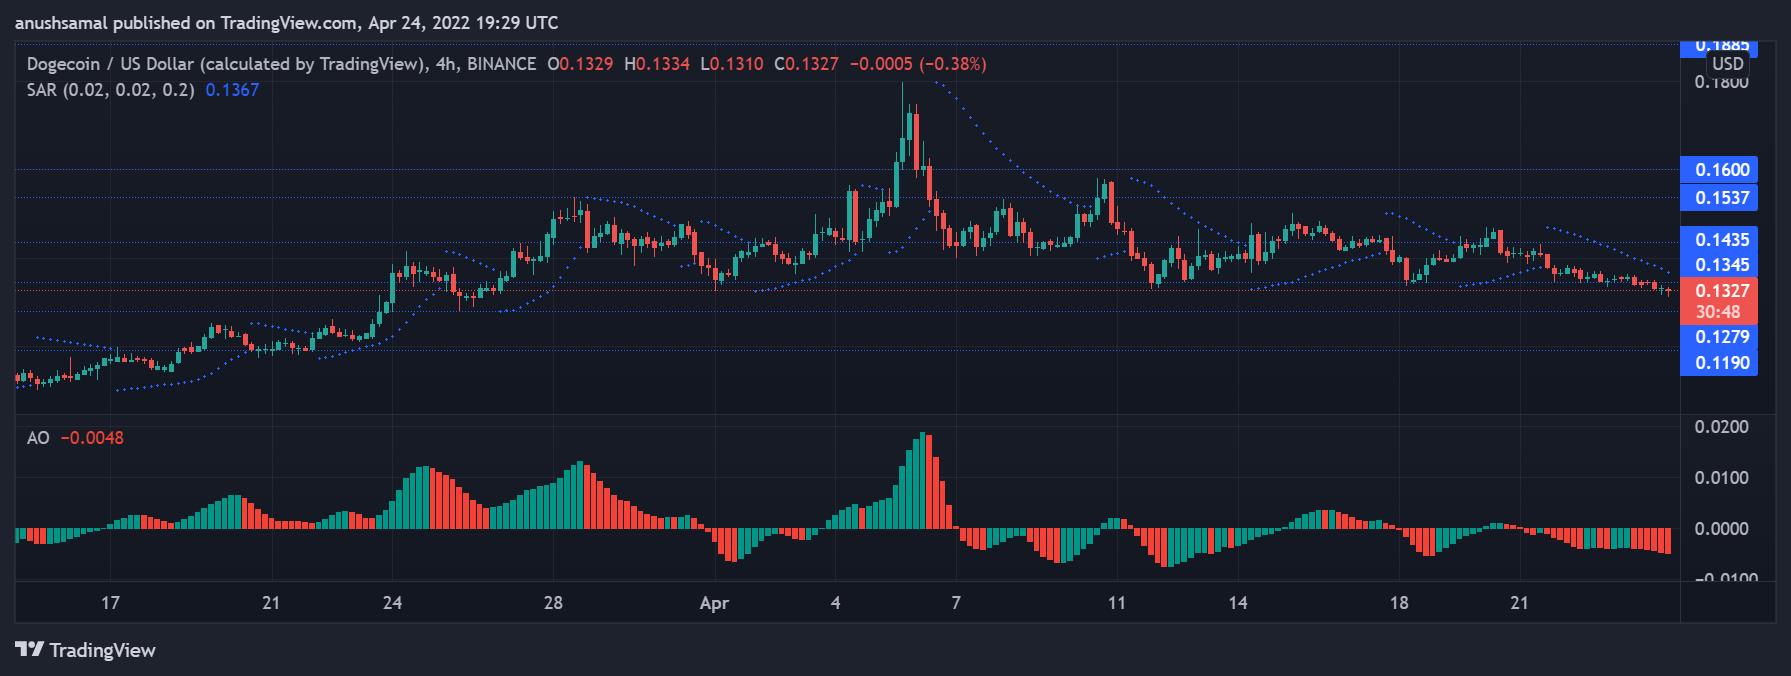 anushsamal published on TradingView.com, Apr 24, 2022 19:29 UTC
Dogecoin / US Dollar (calculated by TradingView), 4h, BINANCE O0.1329 H0.1334 L0.1310 C0.1327 −0.0005 (−0.38%)
SAR (0.02, 0.02, 0.2) 0.1367
0.1885
USD
0.1800
0.1600
0.1537
0.1435
0.1345
0.1327
30:48
0.1279
0.1190
AO −0.0048
0.0200
0.0100
0.0000
−0.0100
17 21 24 28 Apr 4 7 11 14 18 21
TradingView